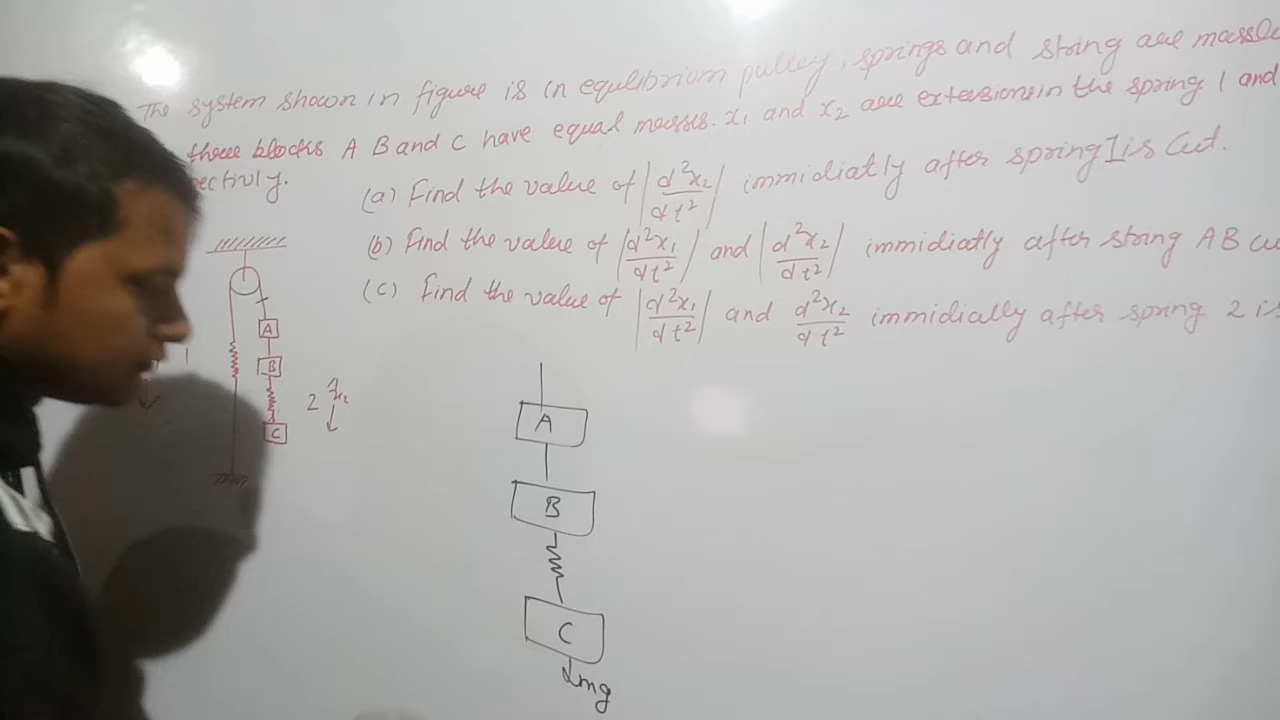 The system shown in figure is in equilibrium pulley, springs and string are massle
three blocks A B and C have equal masses. x₁ and x₂ are extensions in the spring 1 and
ectivly.
(a) Find the value of |d²x₂/dt²| immidiatly after spring I is Cut.
(b) Find the value of |d²x₁/dt²| and |d²x₂/dt²| immidiatly after string AB cu
(c) Find the value of |d²x₁/dt²| and d²x₂/dt² immidially after spring 2 is
A
B
2 x₂
C
1
A
B
C
mg